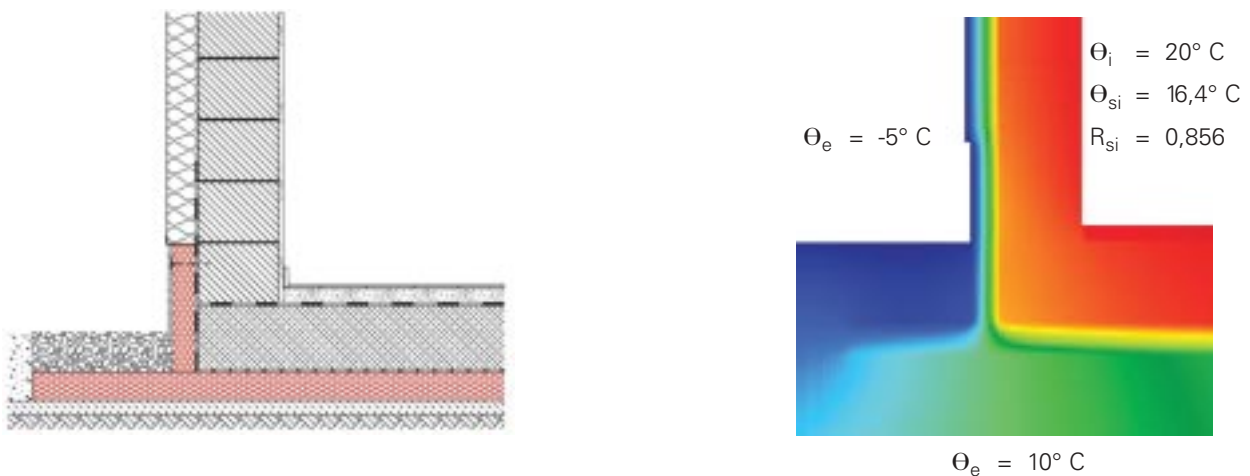 Θi = 20° C
Θsi = 16,4° C
Θe = -5° C
Rsi = 0,856
Θe = 10° C